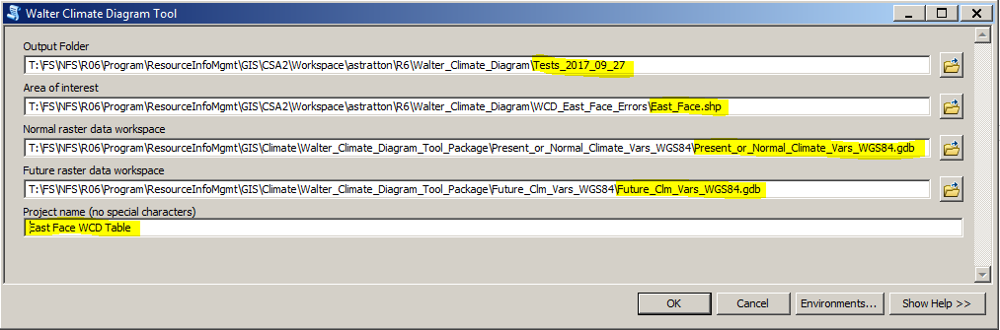 Walter Climate Diagram Tool
Output Folder
T:\FS\NFS\R06\Program\ResourceInfoMgmt\GIS\CSA2\Workspace\astratton\R6\Walter_Climate_Diagram\Tests_2017_09_27
Area of interest
T:\FS\NFS\R06\Program\ResourceInfoMgmt\GIS\CSA2\Workspace\astratton\R6\Walter_Climate_Diagram\WCD_East_Face_Errors\East_Face.shp
Normal raster data workspace
T:\FS\NFS\R06\Program\ResourceInfoMgmt\GIS\Climate\Walter_Climate_Diagram_Tool_Package\Present_or_Normal_Climate_Vars_WGS84\Present_or_Normal_Climate_Vars_WGS84.gdb
Future raster data workspace
T:\FS\NFS\R06\Program\ResourceInfoMgmt\GIS\Climate\Walter_Climate_Diagram_Tool_Package\Future_Clm_Vars_WGS84\Future_Clm_Vars_WGS84.gdb
Project name (no special characters)
East Face WCD Table
OK Cancel Environments... Show Help >>